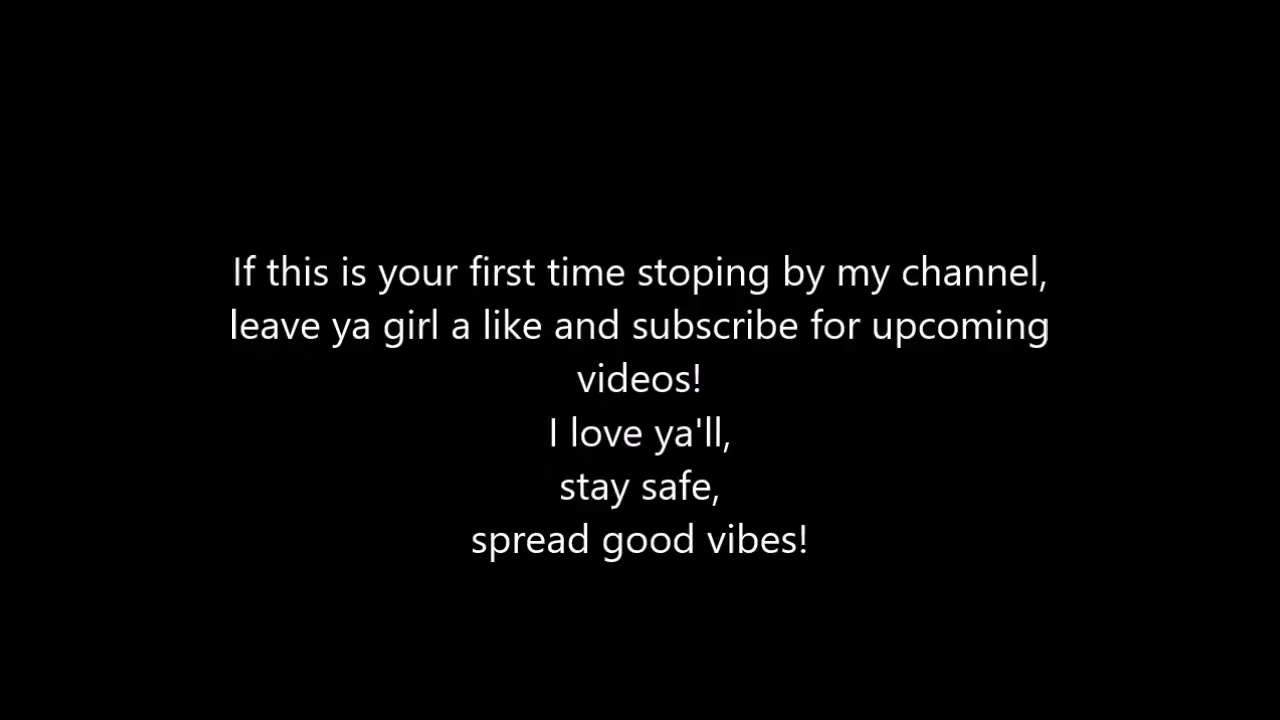 If this is your first time stoping by my channel,
leave ya girl a like and subscribe for upcoming
videos!
I love ya'll,
stay safe,
spread good vibes!